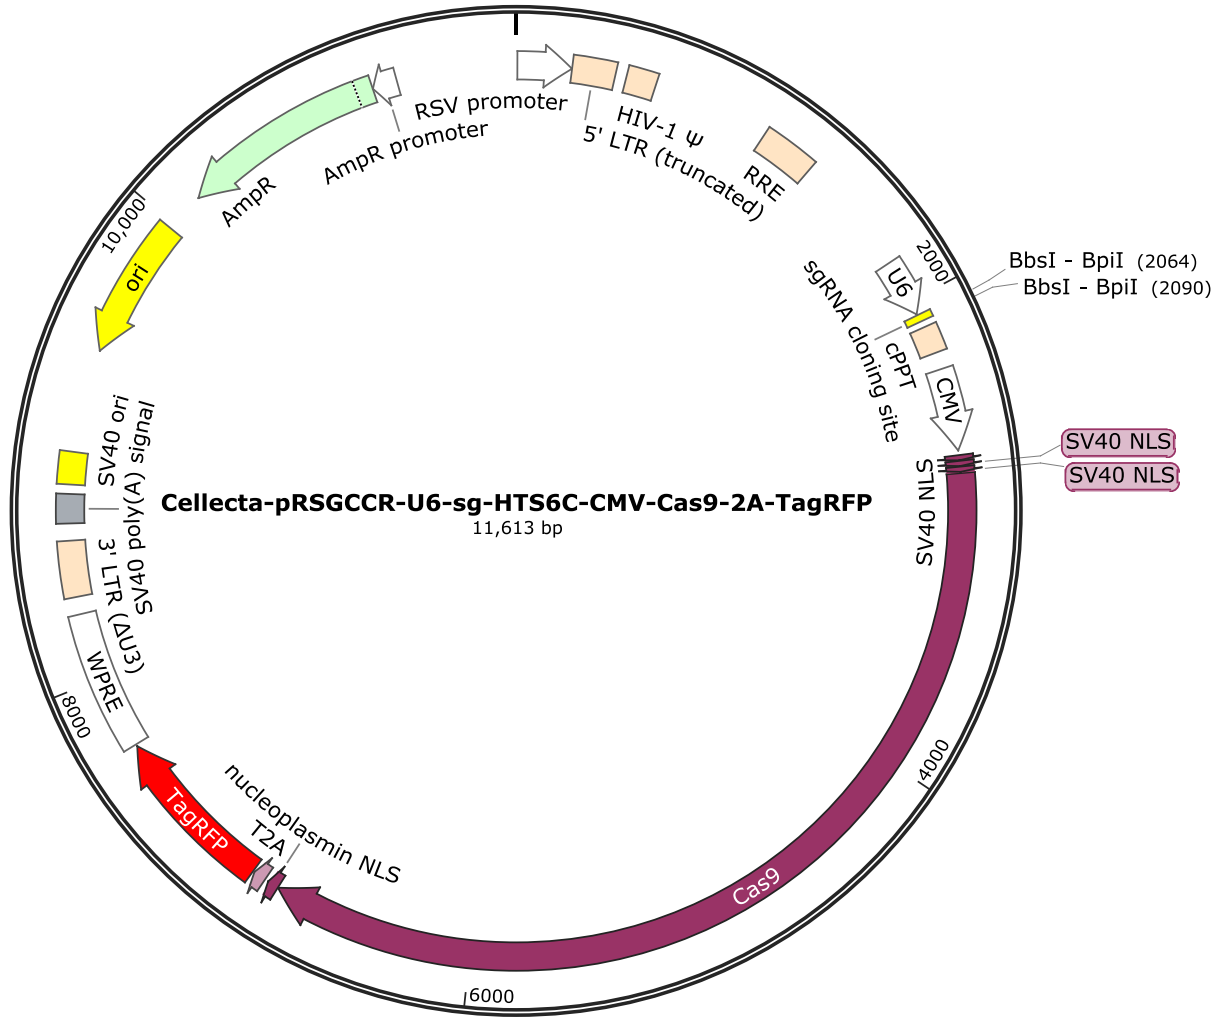 RSV promoter
5' LTR (truncated)
HIV-1 Ψ
RRE
2000
U6
BbsI - BpiI (2064)
BbsI - BpiI (2090)
sgRNA cloning site
cPPT
CMV
SV40 NLS
SV40 NLS
SV40 NLS
4000
Cas9
6000
nucleoplasmin NLS
T2A
TagRFP
8000
WPRE
3' LTR (ΔU3)
SV40 poly(A) signal
SV40 ori
ori
10,000
AmpR
AmpR promoter
Cellecta-pRSGCCR-U6-sg-HTS6C-CMV-Cas9-2A-TagRFP
11,613 bp